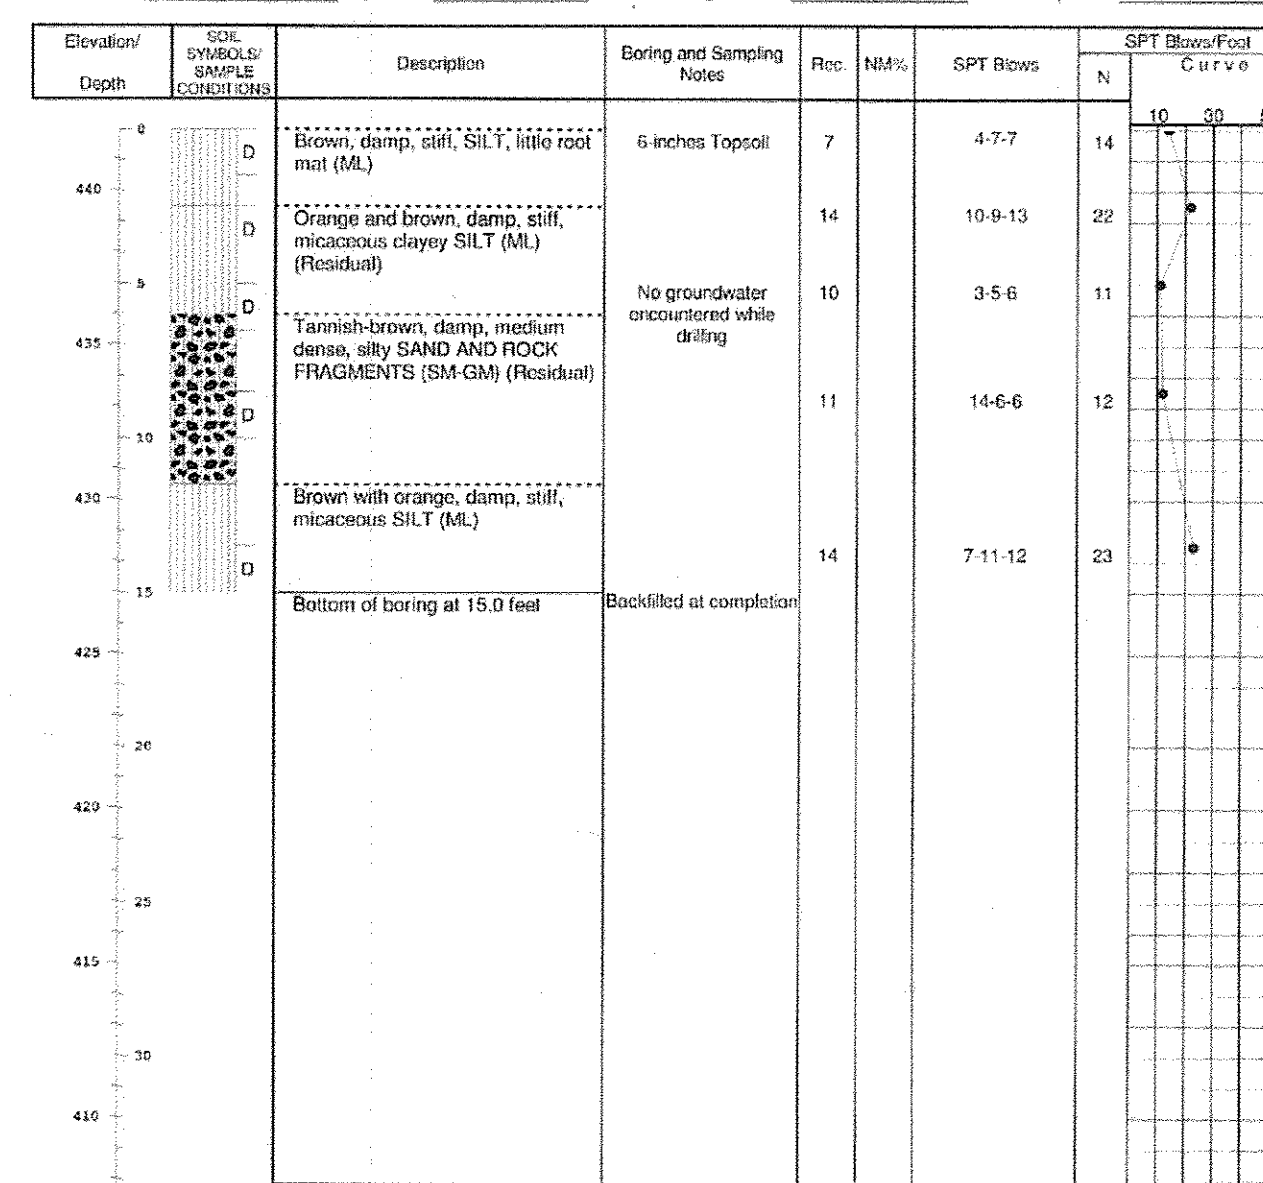 Elevation/
Depth
SOIL
SYMBOLS/
SAMPLE
CONDITIONS
Description
Boring and Sampling
Notes
Rec.
NM%
SPT Blows
SPT Blows/Foot
Curve
N
10 30
0
Brown, damp, stiff, SILT, little root
mat (ML)
D
6-inches Topsoil
7
4-7-7
14
440
Orange and brown, damp, stiff,
micaceous clayey SILT (ML)
(Residual)
D
14
10-9-13
22
5
D
No groundwater
encountered while
drilling
10
3-5-6
11
435
Tannish-brown, damp, medium
dense, silty SAND AND ROCK
FRAGMENTS (SM-GM) (Residual)
D
11
14-6-6
12
10
430
Brown with orange, damp, stiff,
micaceous SILT (ML)
D
14
7-11-12
23
15
Bottom of boring at 15.0 feet
Backfilled at completion
425
20
420
25
415
30
410